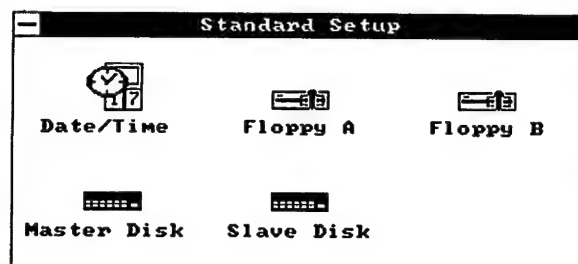 Standard Setup
Date/Time
Floppy A
Floppy B
Master Disk
Slave Disk